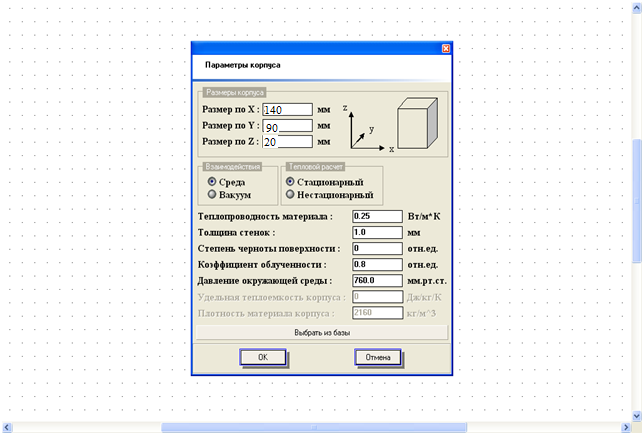 Параметры корпуса
Размеры корпуса
Размер по X : 140 мм
Размер по Y : 90 мм
Размер по Z : 20 мм
z
y
x
Взаимодействия
Среда
Вакуум
Тепловой расчет
Стационарный
Нестационарный
Теплопроводность материала : 0.25 Вт/м*К
Толщина стенок : 1.0 мм
Степень черноты поверхности : 0 отн.ед.
Коэффициент облученности : 0.8 отн.ед.
Давление окружающей среды : 760.0 мм.рт.ст.
Удельная теплоемкость корпуса : 0 Дж/кг/К
Плотность материала корпуса : 2160 кг/м^3
Выбрать из базы
OK
Отмена